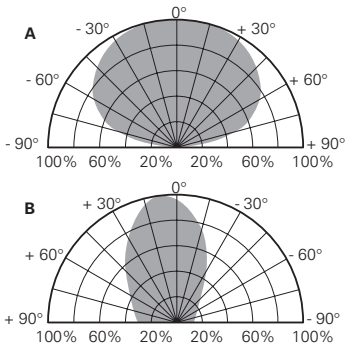 0°
A
- 30° + 30°
- 60° + 60°
- 90° + 90°
100% 60% 20% 20% 60% 100%
0°
B
+ 30° - 30°
+ 60° - 60°
+ 90° - 90°
100% 60% 20% 20% 60% 100%